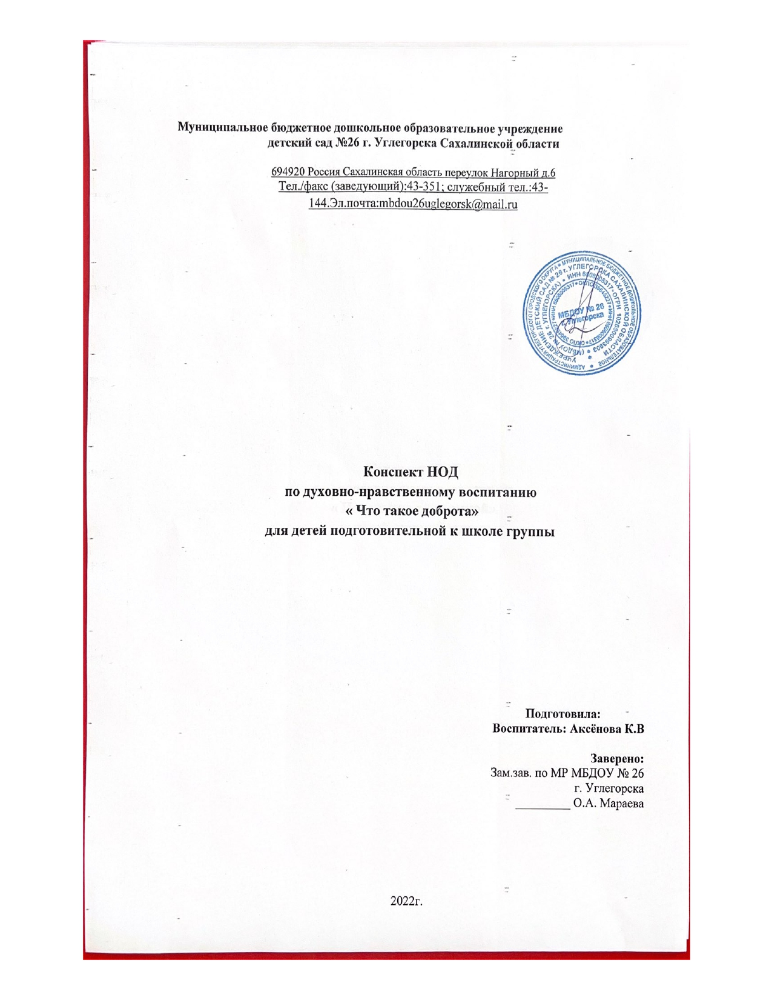 Муниципальное бюджетное дошкольное образовательное учреждение
детский сад №26 г. Углегорска Сахалинской области
694920 Россия Сахалинская область переулок Нагорный д.6
Тел./факс (заведующий):43-351; служебный тел.:43-
144.Эл.почта:mbdou26uglegorsk@mail.ru
МБДОУ № 26
г. Углегорска
Конспект НОД
по духовно-нравственному воспитанию
« Что такое доброта»
для детей подготовительной к школе группы
Подготовила:
Воспитатель: Аксёнова К.В
Заверено:
Зам.зав. по МР МБДОУ № 26
г. Углегорска
_________ О.А. Мараева
2022г.